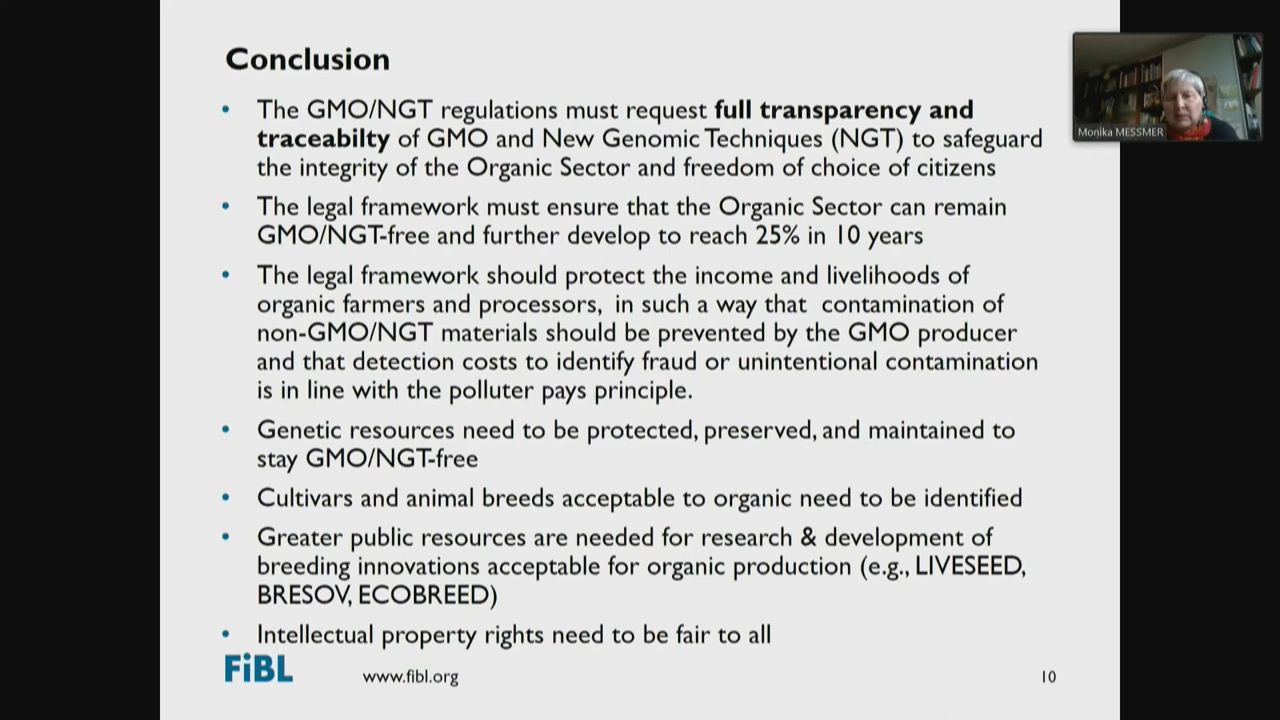 Conclusion
• The GMO/NGT regulations must request full transparency and
traceabilty of GMO and New Genomic Techniques (NGT) to safeguard
the integrity of the Organic Sector and freedom of choice of citizens
• The legal framework must ensure that the Organic Sector can remain
GMO/NGT-free and further develop to reach 25% in 10 years
• The legal framework should protect the income and livelihoods of
organic farmers and processors, in such a way that contamination of
non-GMO/NGT materials should be prevented by the GMO producer
and that detection costs to identify fraud or unintentional contamination
is in line with the polluter pays principle.
• Genetic resources need to be protected, preserved, and maintained to
stay GMO/NGT-free
• Cultivars and animal breeds acceptable to organic need to be identified
• Greater public resources are needed for research & development of
breeding innovations acceptable for organic production (e.g., LIVESEED,
BRESOV, ECOBREED)
• Intellectual property rights need to be fair to all
FiBL www.fibl.org 10
Monika MESSMER